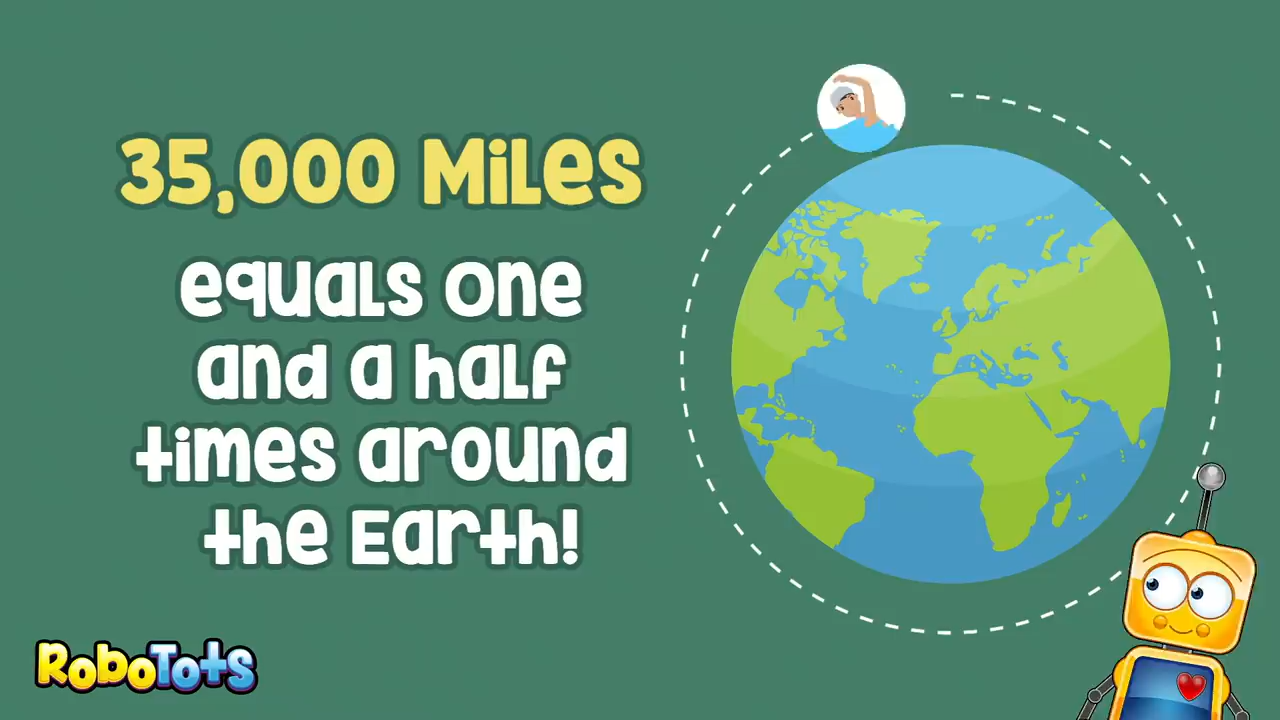 35,000 Miles
equals one
and a half
times around
the Earth!
RoboTots